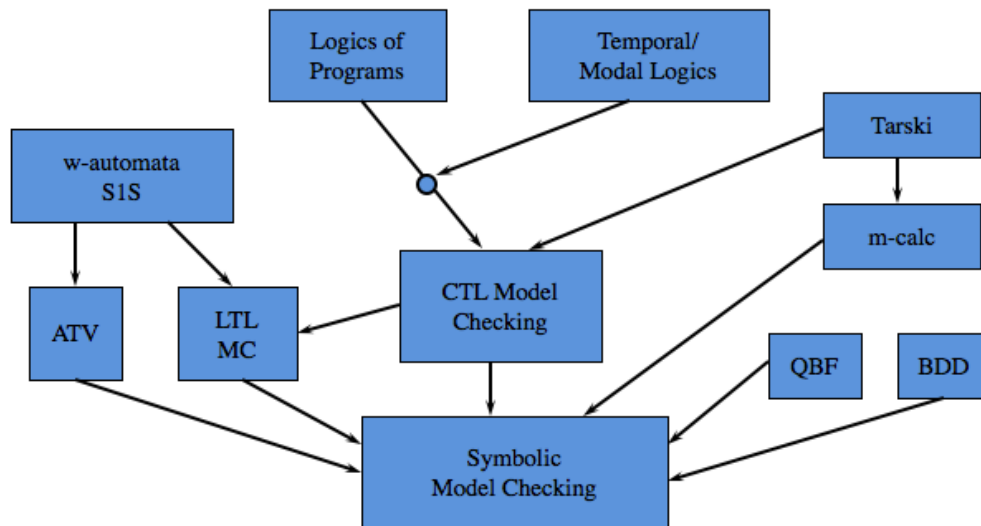 Logics of
Programs
Temporal/
Modal Logics
Tarski
w-automata
S1S
m-calc
CTL Model
Checking
ATV
LTL
MC
QBF
BDD
Symbolic
Model Checking